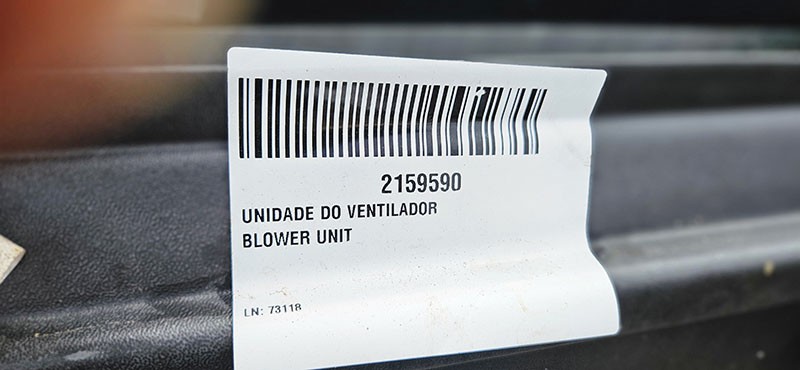 2159590
UNIDADE DO VENTILADOR
BLOWER UNIT
LN: 73118